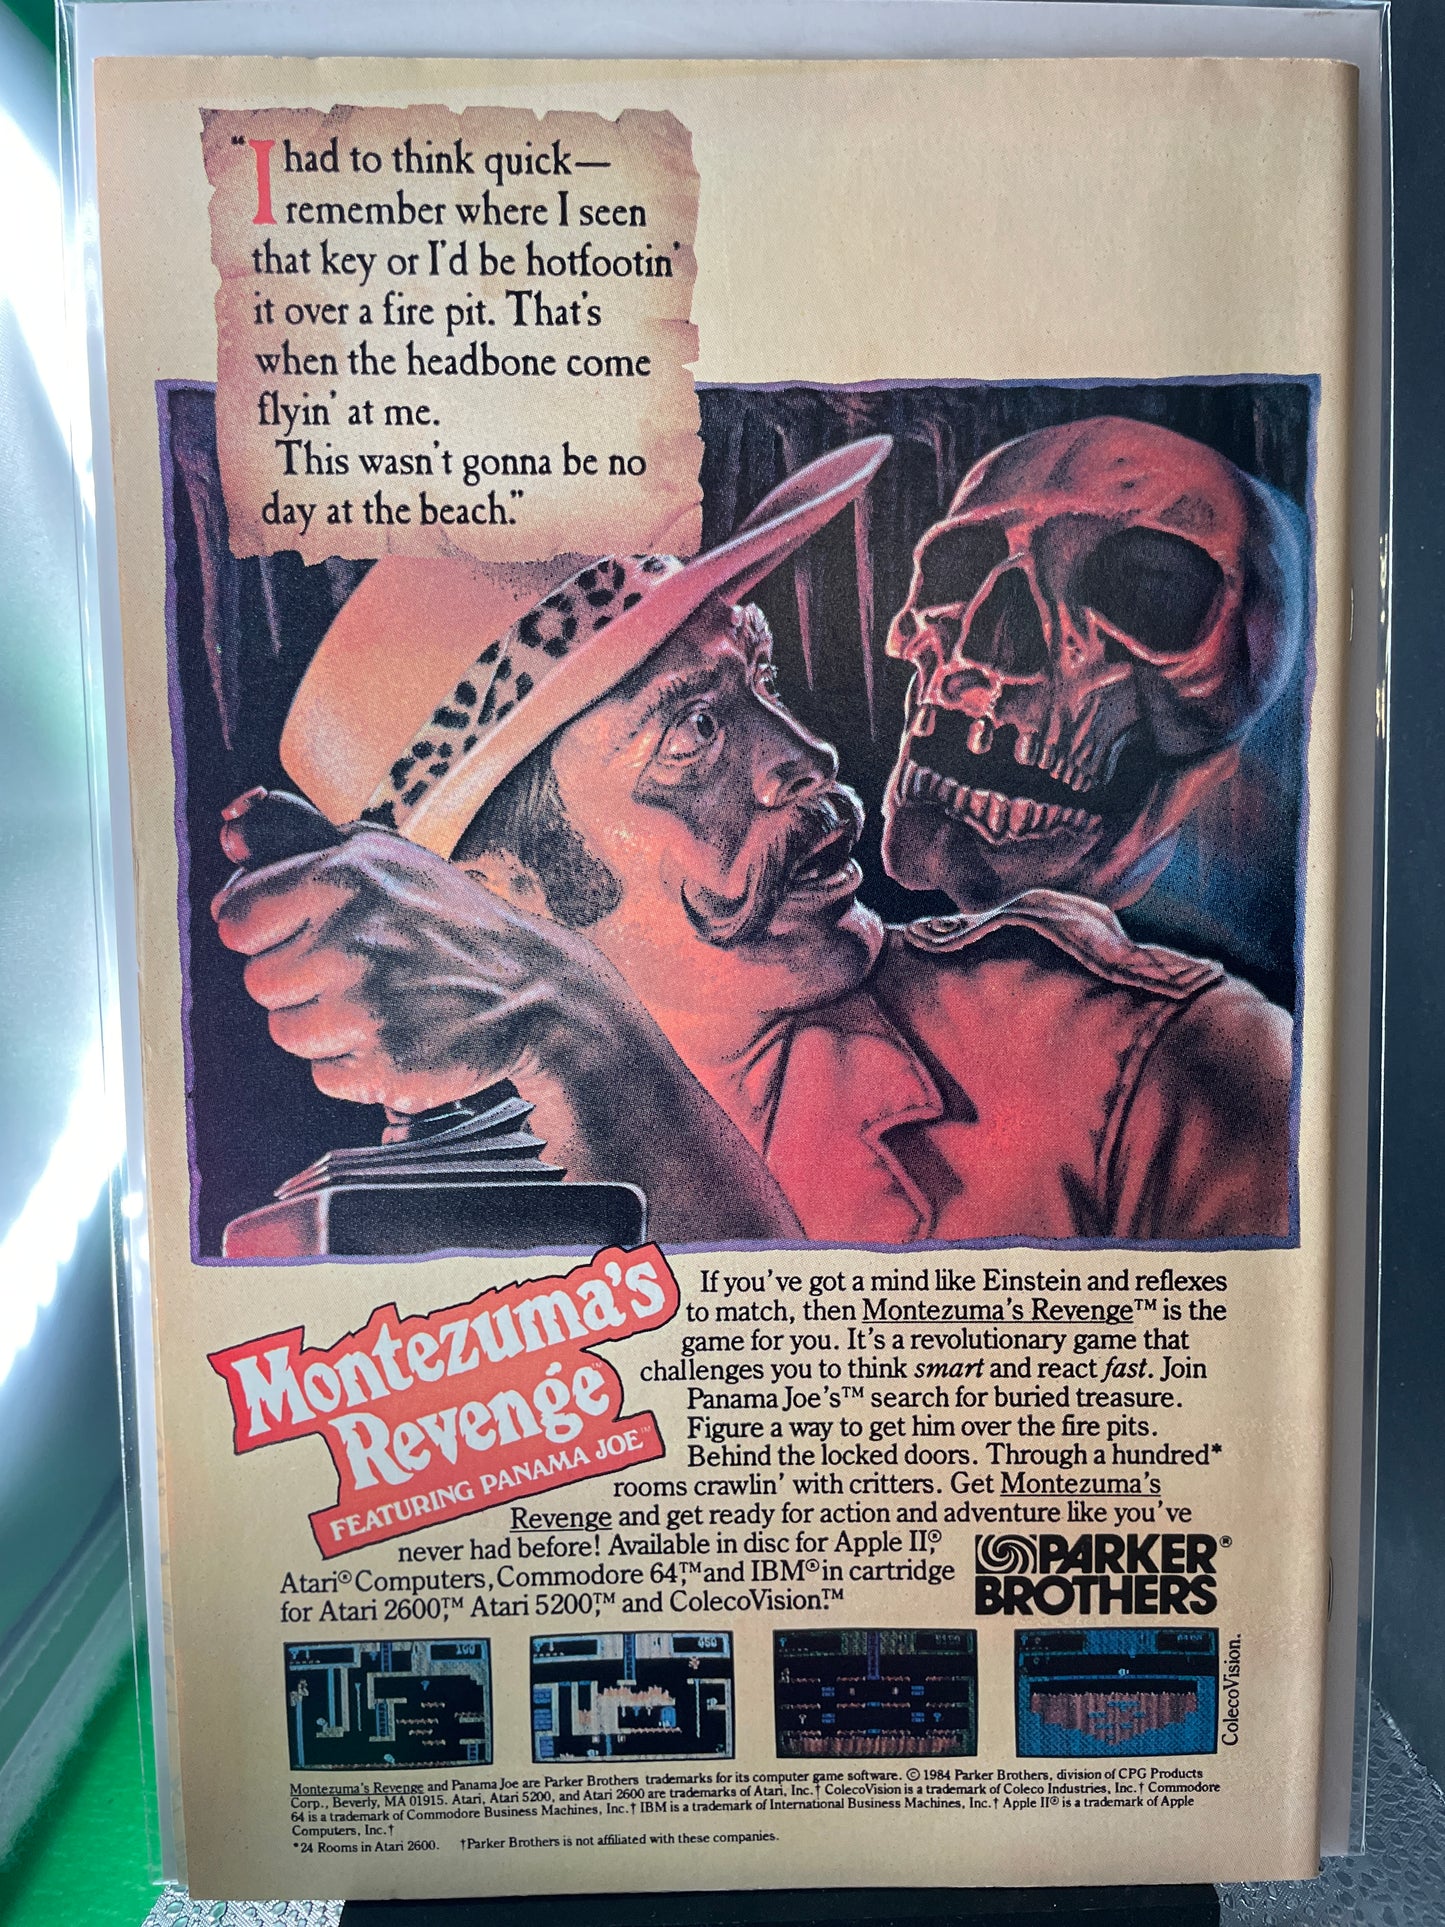 “I had to think quick—
remember where I seen
that key or I'd be hotfootin'
it over a fire pit. That's
when the headbone come
flyin' at me.
This wasn't gonna be no
day at the beach.”
Montezuma's
Revenge™
FEATURING PANAMA JOE™
If you've got a mind like Einstein and reflexes
to match, then Montezuma's Revenge™ is the
game for you. It's a revolutionary game that
challenges you to think smart and react fast. Join
Panama Joe's™ search for buried treasure.
Figure a way to get him over the fire pits.
Behind the locked doors. Through a hundred*
rooms crawlin' with critters. Get Montezuma's
Revenge and get ready for action and adventure like you've
never had before! Available in disc for Apple II,®
Atari® Computers, Commodore 64,™ and IBM® in cartridge
for Atari 2600,™ Atari 5200,™ and ColecoVision.™
PARKER®
BROTHERS
100
450
ColecoVision.
Montezuma's Revenge and Panama Joe are Parker Brothers trademarks for its computer game software. © 1984 Parker Brothers, division of CPG Products
Corp., Beverly, MA 01915. Atari, Atari 5200, and Atari 2600 are trademarks of Atari, Inc.† ColecoVision is a trademark of Coleco Industries, Inc.† Commodore
64 is a trademark of Commodore Business Machines, Inc.† IBM is a trademark of International Business Machines, Inc.† Apple II® is a trademark of Apple
Computers, Inc.†
*24 Rooms in Atari 2600. †Parker Brothers is not affiliated with these companies.